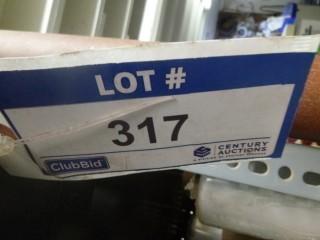 LOT #
317
ClubBid
CENTURY
AUCTIONS